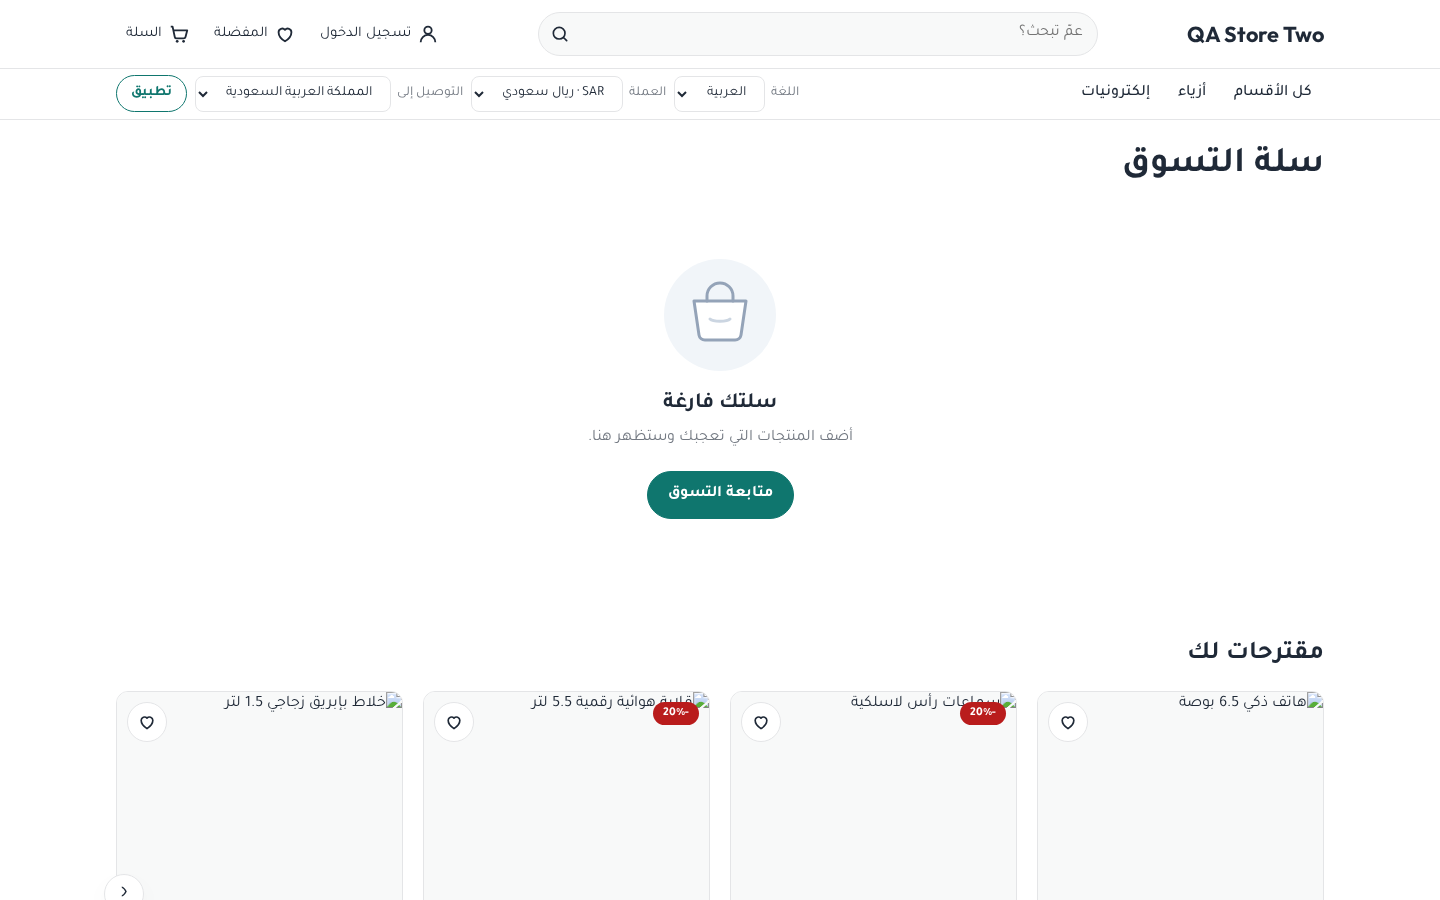 QA Store Two
عمّ تبحث؟
تسجيل الدخول
المفضلة
السلة
كل الأقسام
أزياء
إلكترونيات
اللغة
العربية
العملة
SAR · ريال سعودي
التوصيل إلى
المملكة العربية السعودية
تطبيق
سلة التسوق
سلتك فارغة
أضف المنتجات التي تعجبك وستظهر هنا.
متابعة التسوق
مقترحات لك
هاتف ذكي 6.5 بوصة
رأس لاسلكية
-20%
هوائية رقمية 5.5 لتر
-20%
خلاط بإبريق زجاجي 1.5 لتر